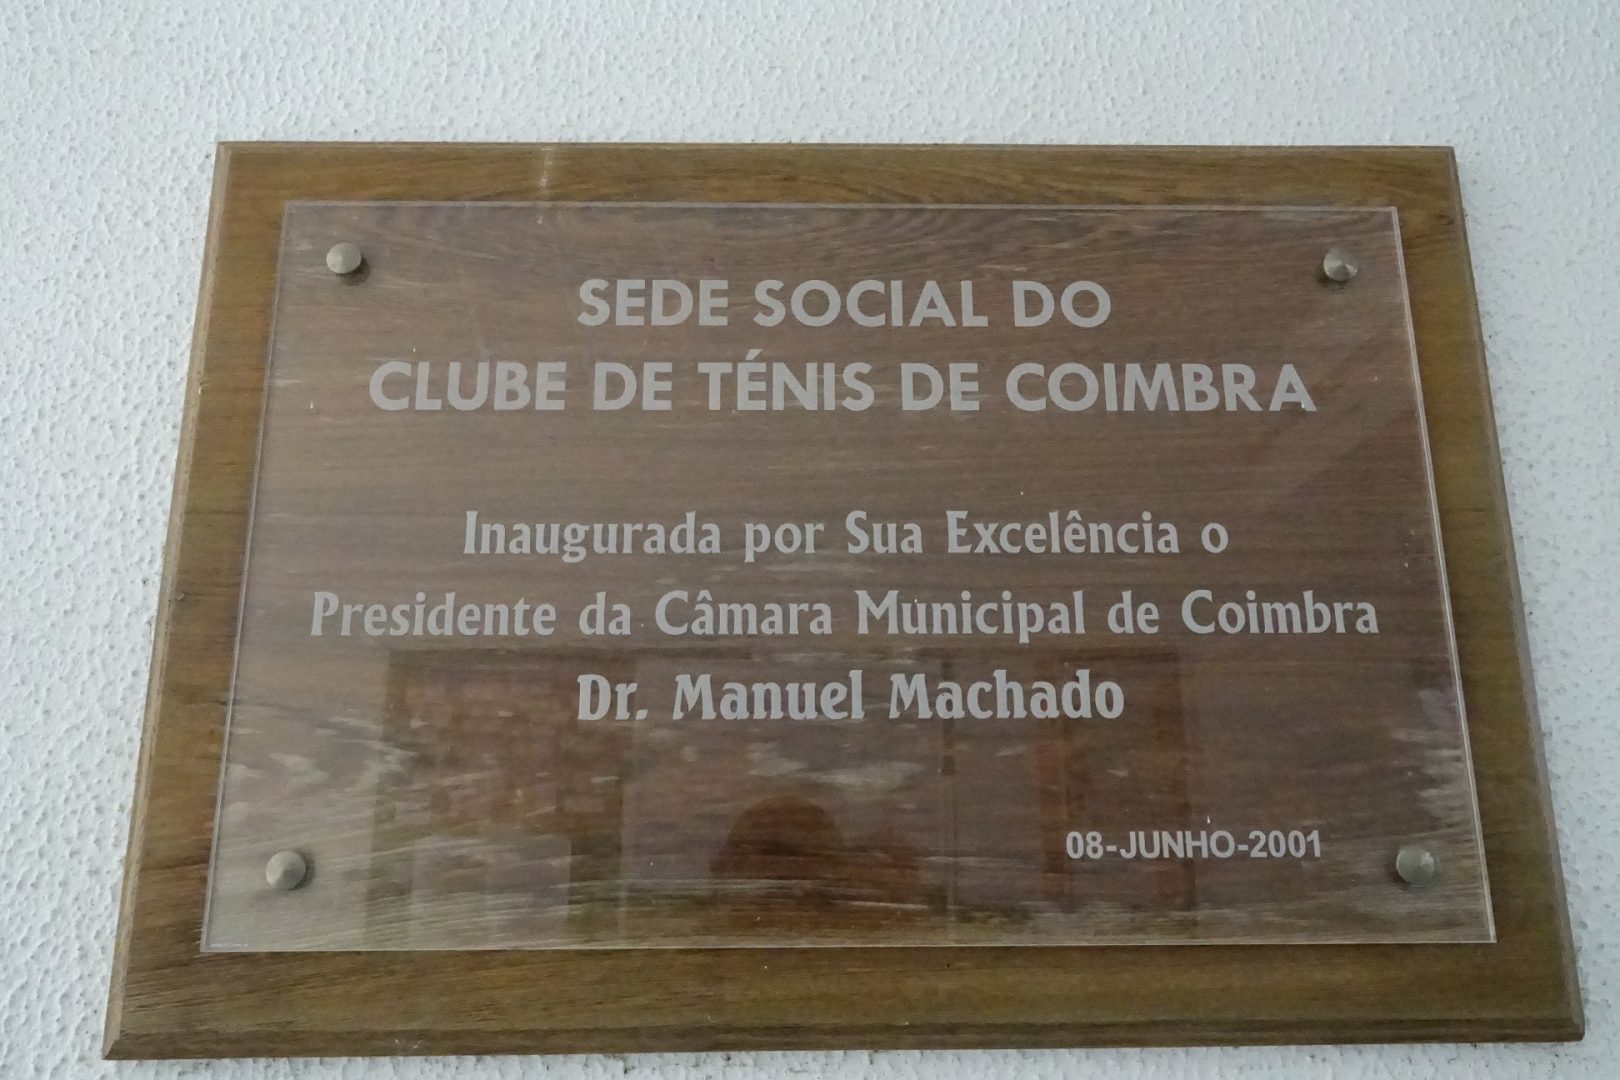 SEDE SOCIAL DO
CLUBE DE TÉNIS DE COIMBRA
Inaugurada por Sua Excelência o
Presidente da Câmara Municipal de Coimbra
Dr. Manuel Machado
08-JUNHO-2001